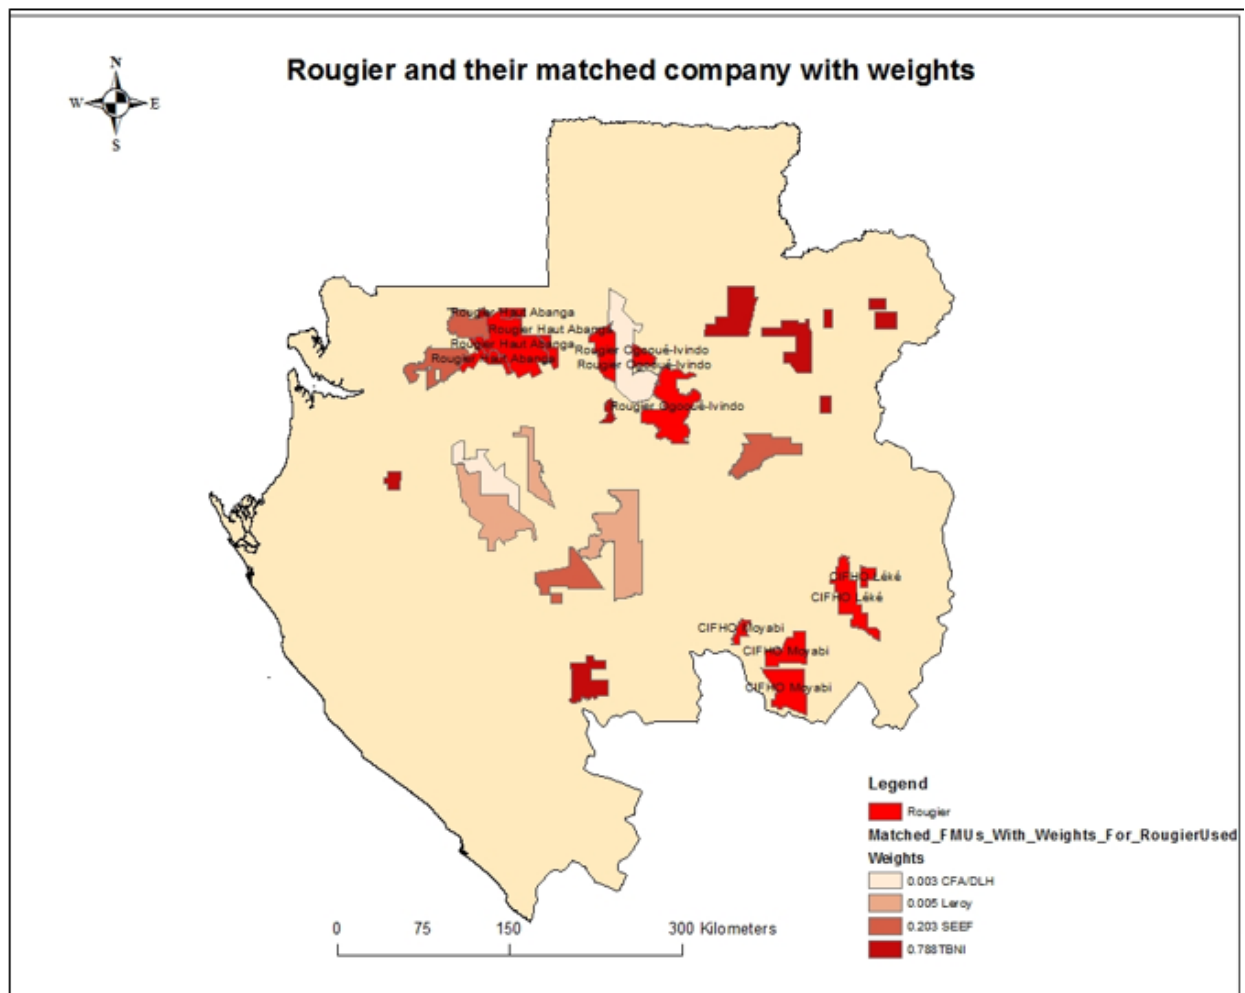 Rougier and their matched company with weights
N
W
E
S
Rougier Haut Abanga
Rougier Haut Abanga
Rougier Haut Abanga
Rougier Haut Abanga
Rougier Ogooué-Ivindo
Rougier Ogooué-Ivindo
Rougier Ogooué-Ivindo
CIFHO Léké
CIFHO Léké
CIFHO Moyabi
CIFHO Moyabi
CIFHO Moyabi
Legend
Rougier
Matched_FMUs_With_Weights_For_RougierUsed
Weights
0.003 CFA/DLH
0.005 Leroy
0.203 SEEF
0.788TBNI
0 75 150 300 Kilometers